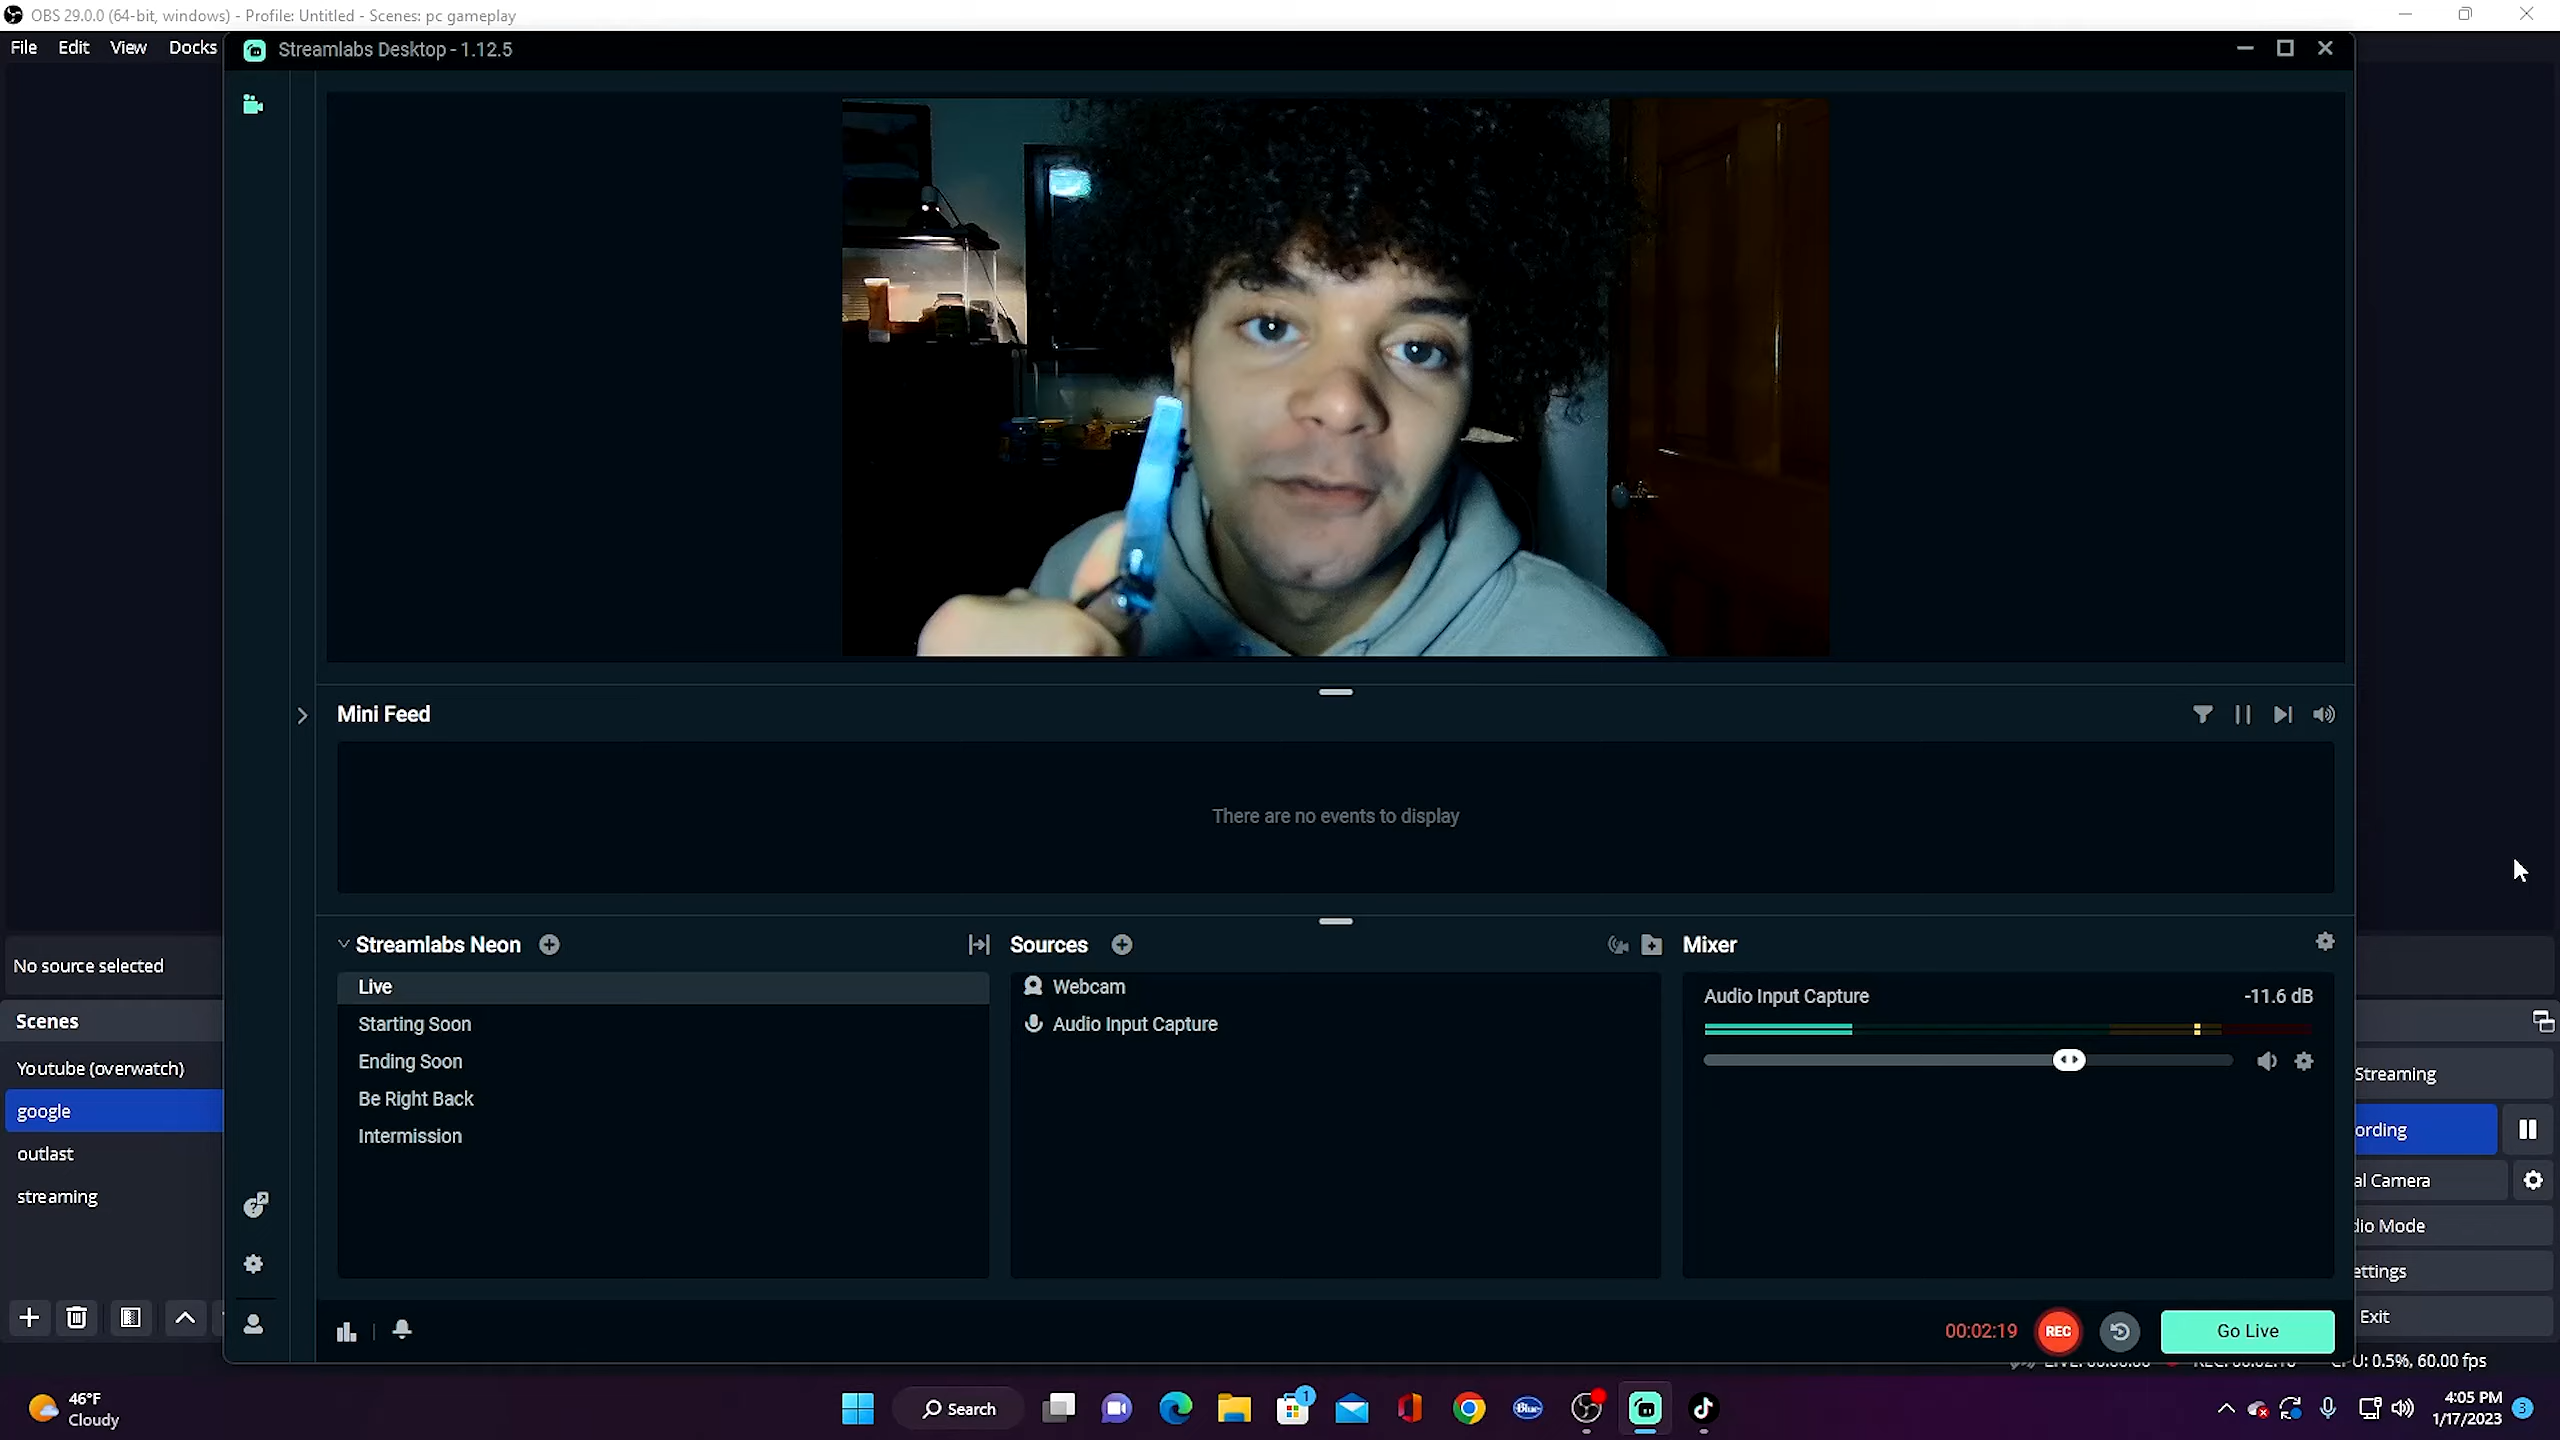 OBS 29.0.0 (64-bit, windows) - Profile: Untitled - Scenes: pc gameplay
File Edit View Docks
Streamlabs Desktop - 1.12.5
Mini Feed
There are no events to display
Streamlabs Neon
Sources
Mixer
Live
Starting Soon
Ending Soon
Be Right Back
Intermission
Webcam
Audio Input Capture
Audio Input Capture -11.6 dB
No source selected
Scenes
Youtube (overwatch)
google
outlast
streaming
Streaming
ording
al Camera
dio Mode
ettings
Exit
00:02:19 REC Go Live
U: 0.5%, 60.00 fps
46°F
Cloudy
Search
1
Blue
4:05 PM
1/17/2023
3